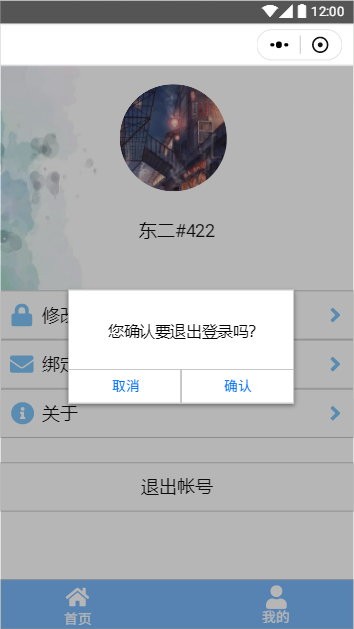 12:00
东二#422
修改
您确认要退出登录吗?
绑定
取消
确认
关于
退出帐号
首页
我的